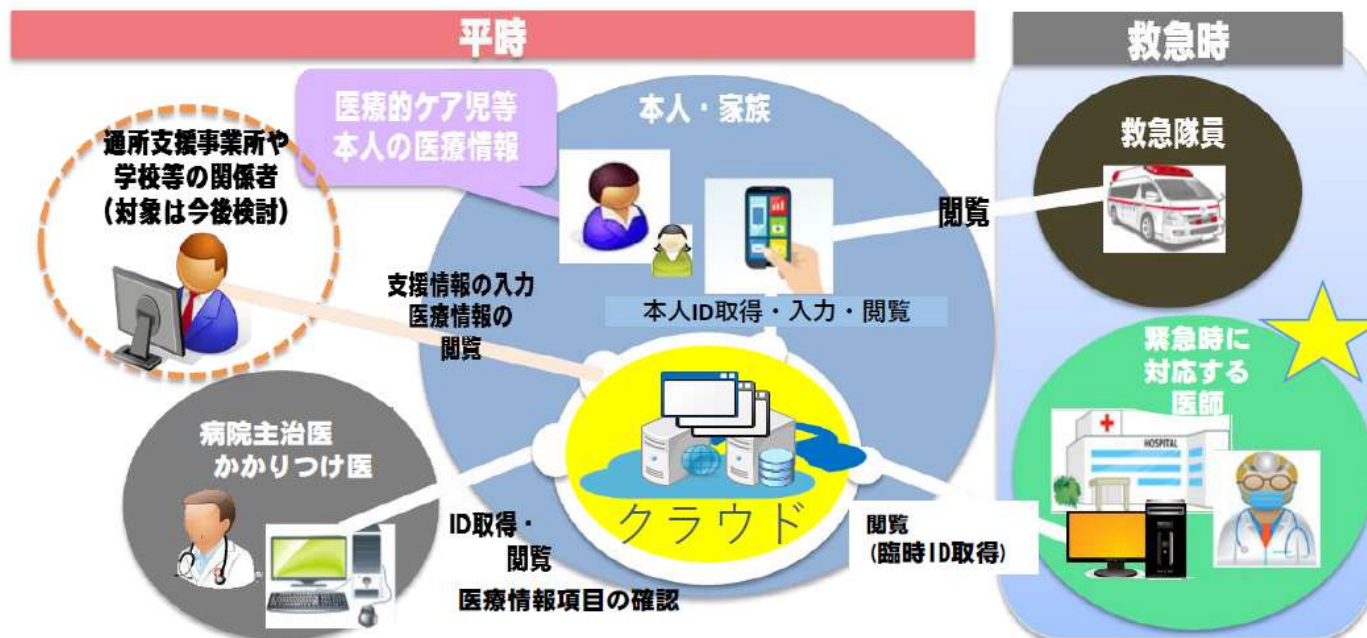 平時
救急時
医療的ケア児等
本人の医療情報
本人・家族
救急隊員
通所支援事業所や
学校等の関係者
（対象は今後検討）
閲覧
支援情報の入力
医療情報の
閲覧
本人ID取得・入力・閲覧
緊急時に
対応する
医師
HOSPITAL
病院主治医
かかりつけ医
クラウド
ID取得・
閲覧
閲覧
(臨時ID取得)
医療情報項目の確認